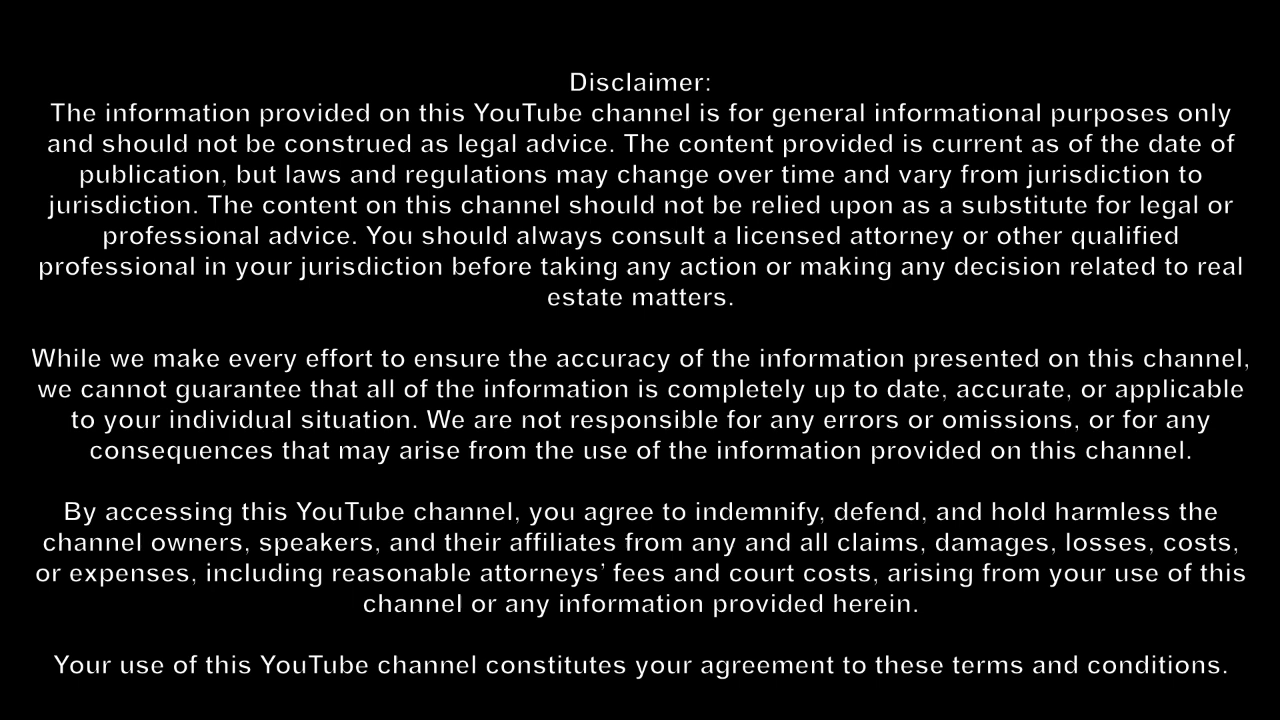 Disclaimer:
The information provided on this YouTube channel is for general informational purposes only
and should not be construed as legal advice. The content provided is current as of the date of
publication, but laws and regulations may change over time and vary from jurisdiction to
jurisdiction. The content on this channel should not be relied upon as a substitute for legal or
professional advice. You should always consult a licensed attorney or other qualified
professional in your jurisdiction before taking any action or making any decision related to real
estate matters.
While we make every effort to ensure the accuracy of the information presented on this channel,
we cannot guarantee that all of the information is completely up to date, accurate, or applicable
to your individual situation. We are not responsible for any errors or omissions, or for any
consequences that may arise from the use of the information provided on this channel.
By accessing this YouTube channel, you agree to indemnify, defend, and hold harmless the
channel owners, speakers, and their affiliates from any and all claims, damages, losses, costs,
or expenses, including reasonable attorneys’ fees and court costs, arising from your use of this
channel or any information provided herein.
Your use of this YouTube channel constitutes your agreement to these terms and conditions.